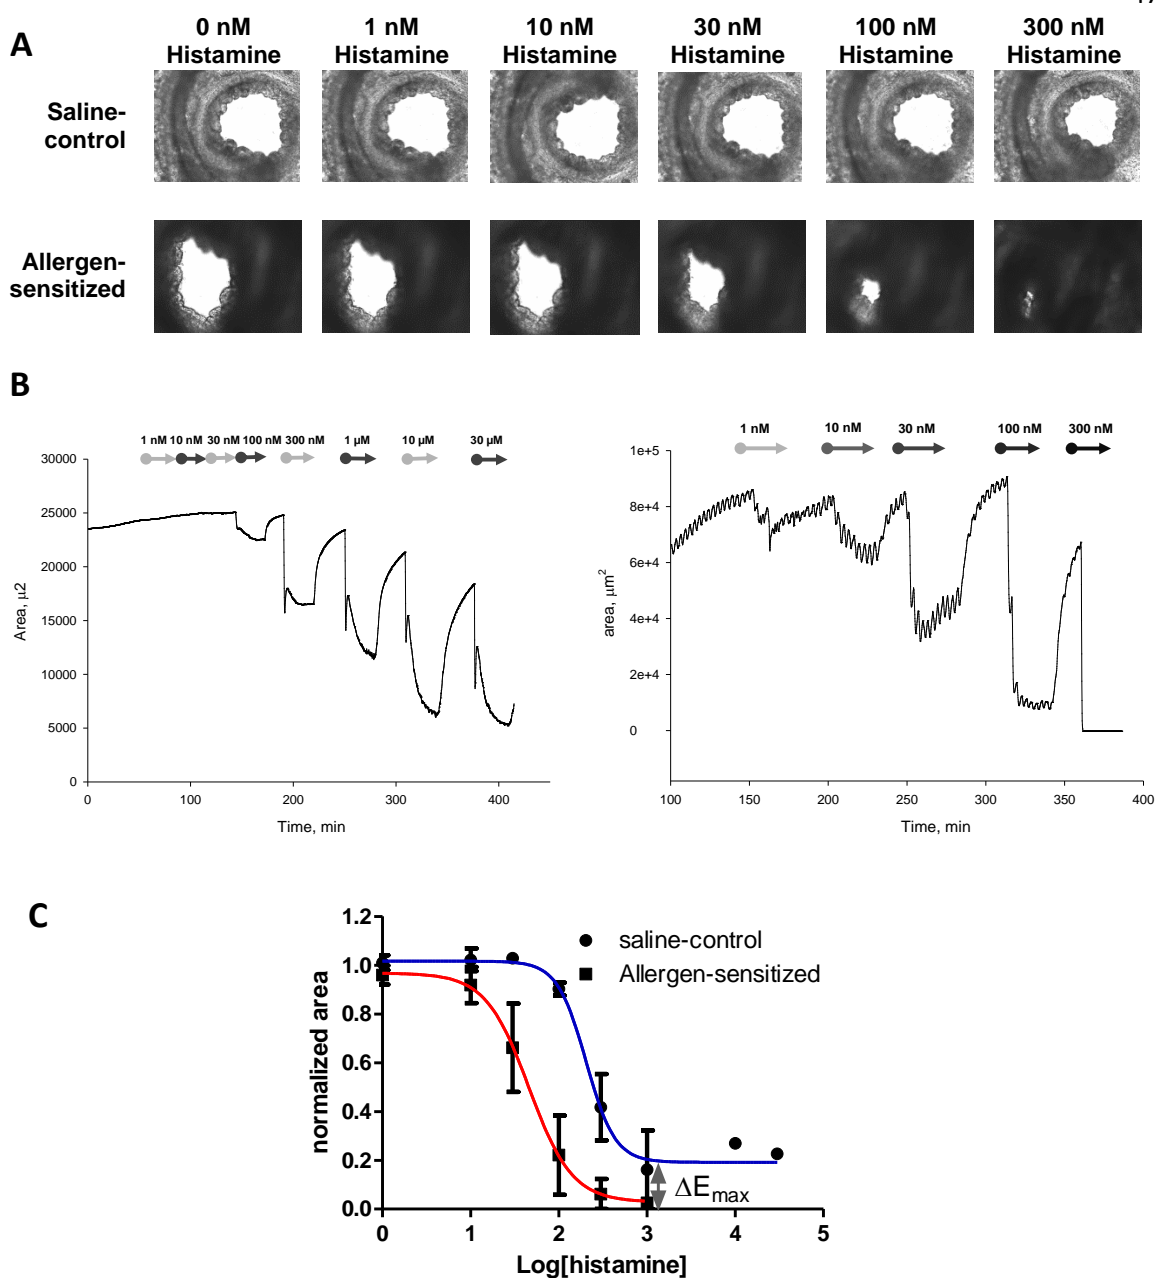 A
0 nM
Histamine
1 nM
Histamine
10 nM
Histamine
30 nM
Histamine
100 nM
Histamine
300 nM
Histamine
Saline-
control
Allergen-
sensitized
B
1 nM 10 nM 30 nM 100 nM 300 nM 1 µM 10 µM 30 µM
30000
25000
20000
15000
10000
5000
0
Area, µ2
0 100 200 300 400
Time, min
1 nM 10 nM 30 nM 100 nM 300 nM
1e+5
8e+4
6e+4
4e+4
2e+4
0
area, µm²
100 150 200 250 300 350 400
Time, min
C
1.2
1.0
0.8
0.6
0.4
0.2
0.0
normalized area
saline-control
Allergen-sensitized
ΔEmax
0 1 2 3 4 5
Log[histamine]